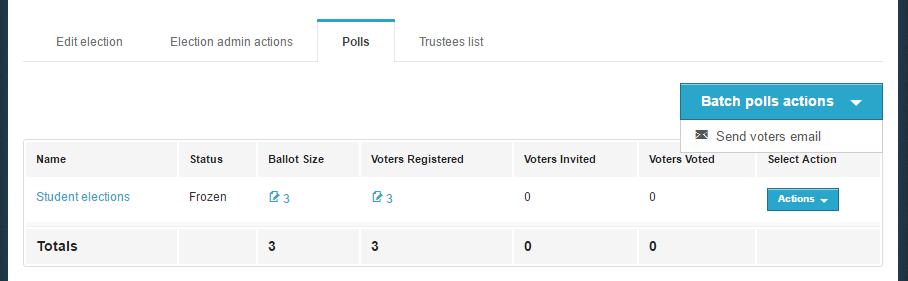 Edit election Election admin actions Polls Trustees list
Batch polls actions
Send voters email
Name Status Ballot Size Voters Registered Voters Invited Voters Voted Select Action
Student elections Frozen 3 3 0 0 Actions
Totals 3 3 0 0